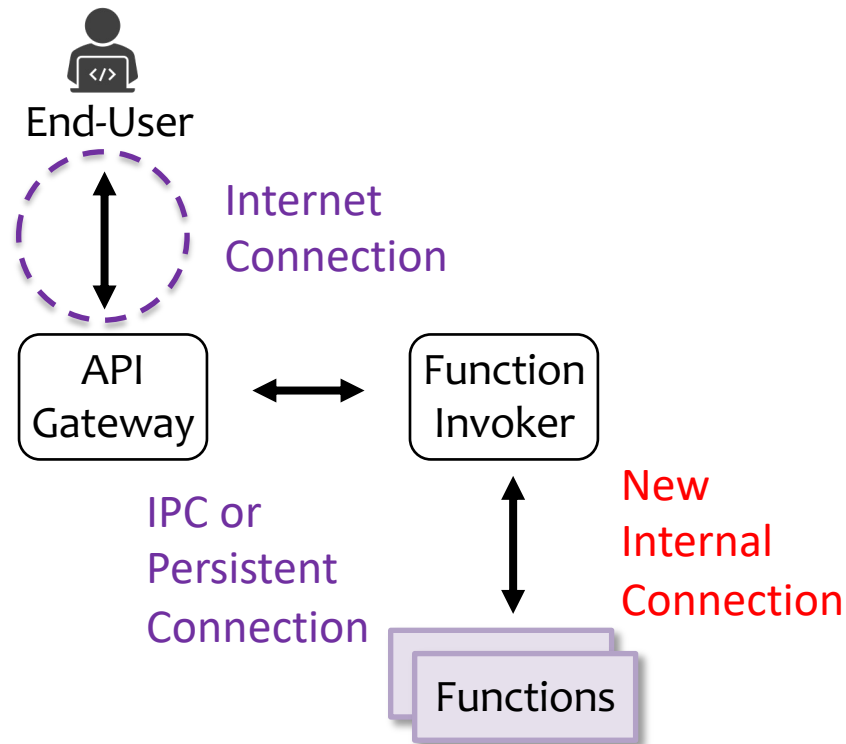 </>
End-User
Internet
Connection
API
Gateway
Function
Invoker
IPC or
Persistent
Connection
New
Internal
Connection
Functions